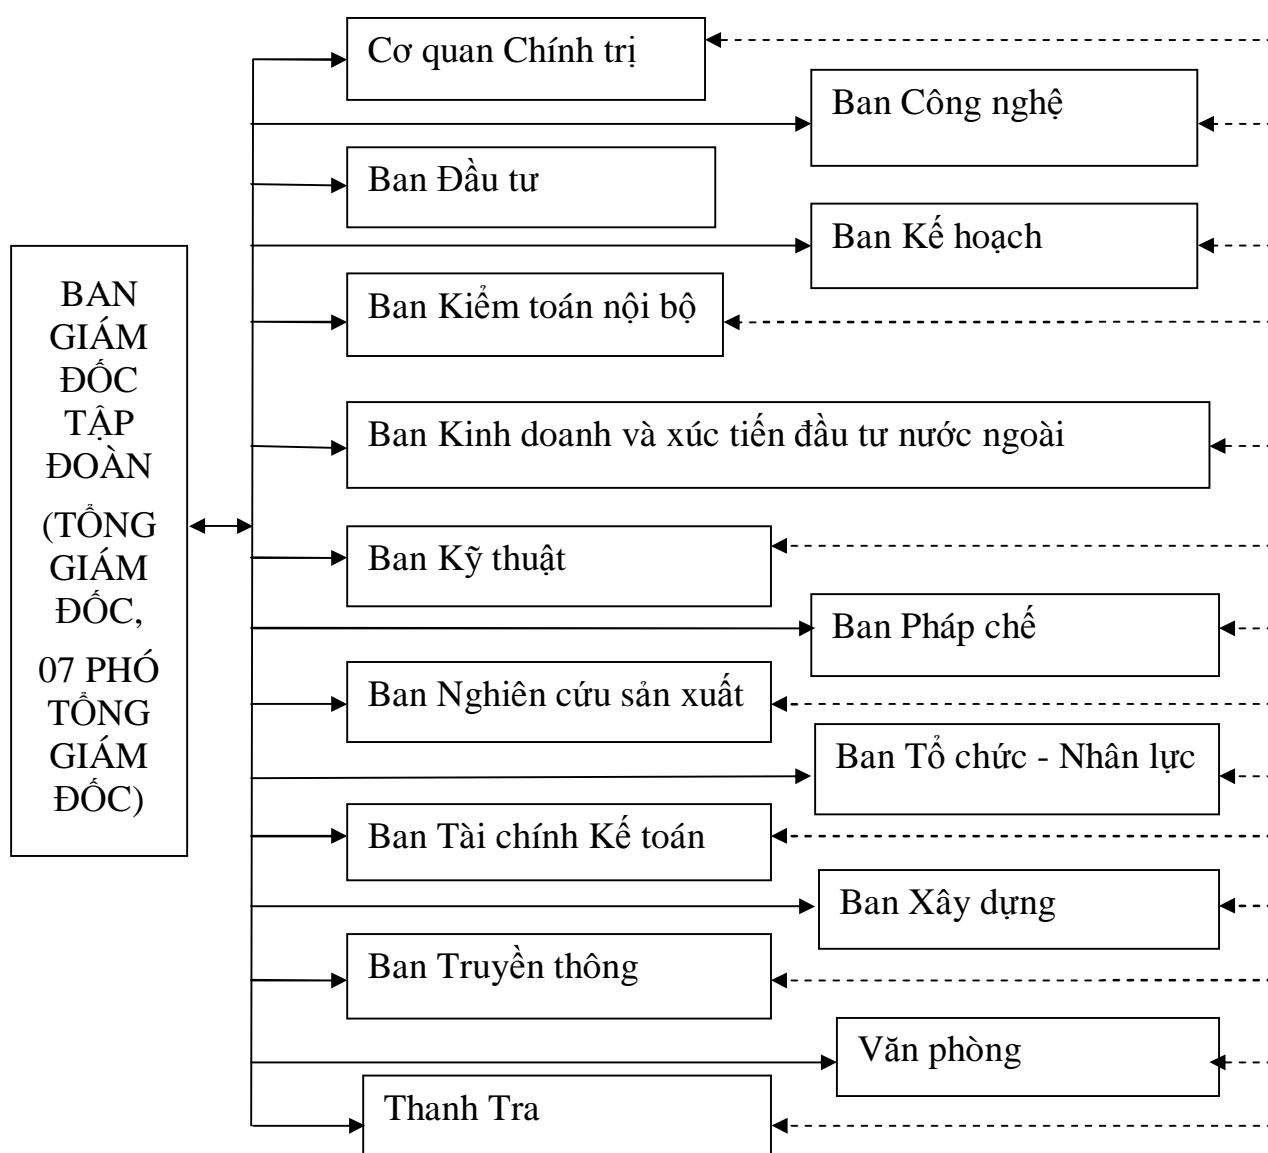 Cơ quan Chính trị
Ban Công nghệ
Ban Đầu tư
Ban Kế hoạch
BAN
GIÁM
ĐỐC
TẬP
ĐOÀN
(TỔNG
GIÁM
ĐỐC,
07 PHÓ
TỔNG
GIÁM
ĐỐC)
Ban Kiểm toán nội bộ
Ban Kinh doanh và xúc tiến đầu tư nước ngoài
Ban Kỹ thuật
Ban Pháp chế
Ban Nghiên cứu sản xuất
Ban Tổ chức - Nhân lực
Ban Tài chính Kế toán
Ban Xây dựng
Ban Truyền thông
Văn phòng
Thanh Tra